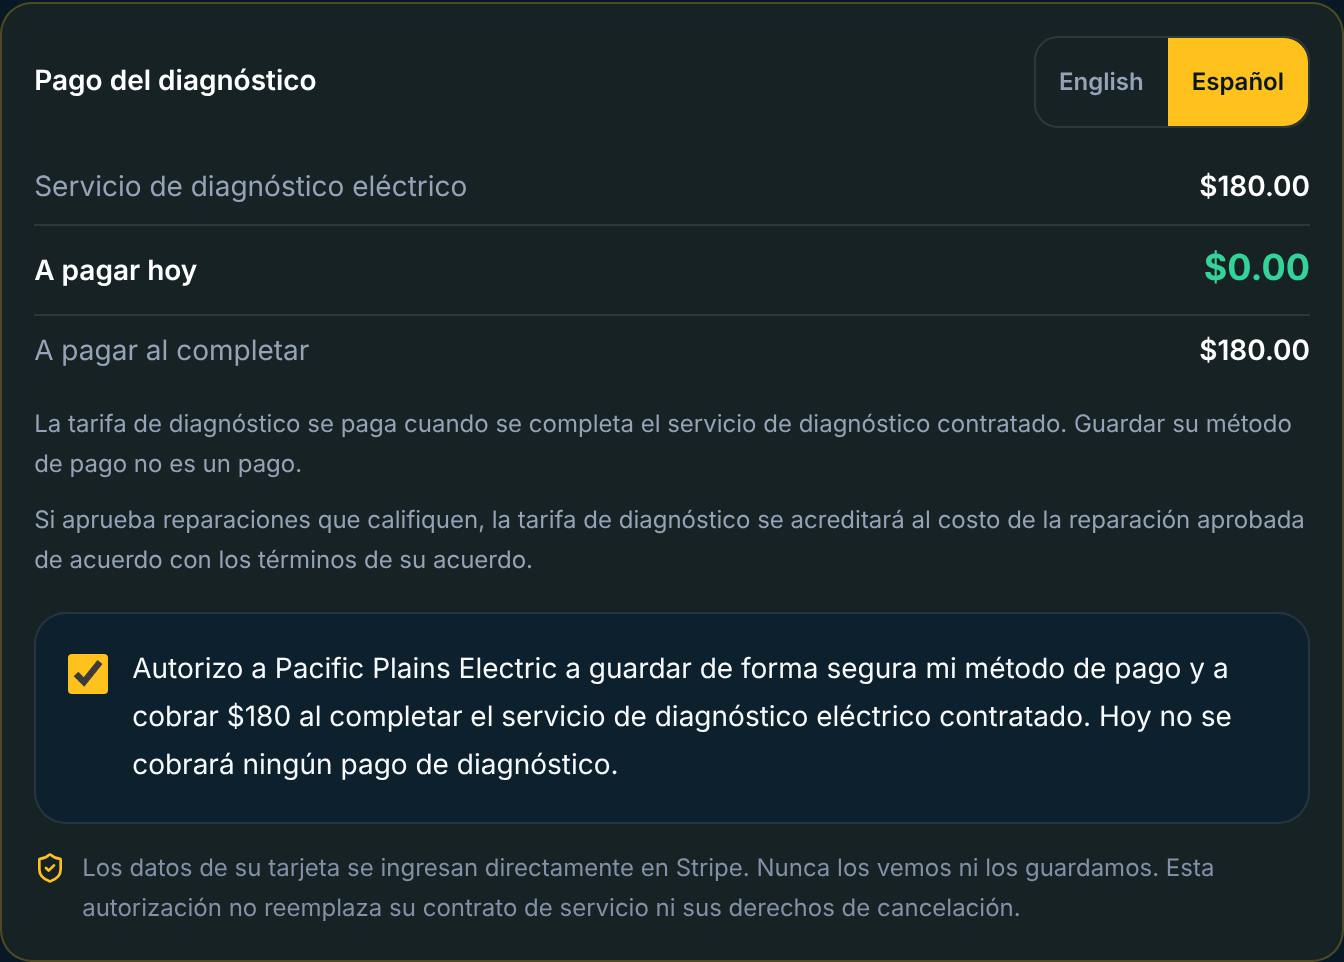 Pago del diagnóstico
English
Español
Servicio de diagnóstico eléctrico $180.00
A pagar hoy $0.00
A pagar al completar $180.00
La tarifa de diagnóstico se paga cuando se completa el servicio de diagnóstico contratado. Guardar su método
de pago no es un pago.
Si aprueba reparaciones que califiquen, la tarifa de diagnóstico se acreditará al costo de la reparación aprobada
de acuerdo con los términos de su acuerdo.
Autorizo a Pacific Plains Electric a guardar de forma segura mi método de pago y a
cobrar $180 al completar el servicio de diagnóstico eléctrico contratado. Hoy no se
cobrará ningún pago de diagnóstico.
Los datos de su tarjeta se ingresan directamente en Stripe. Nunca los vemos ni los guardamos. Esta
autorización no reemplaza su contrato de servicio ni sus derechos de cancelación.